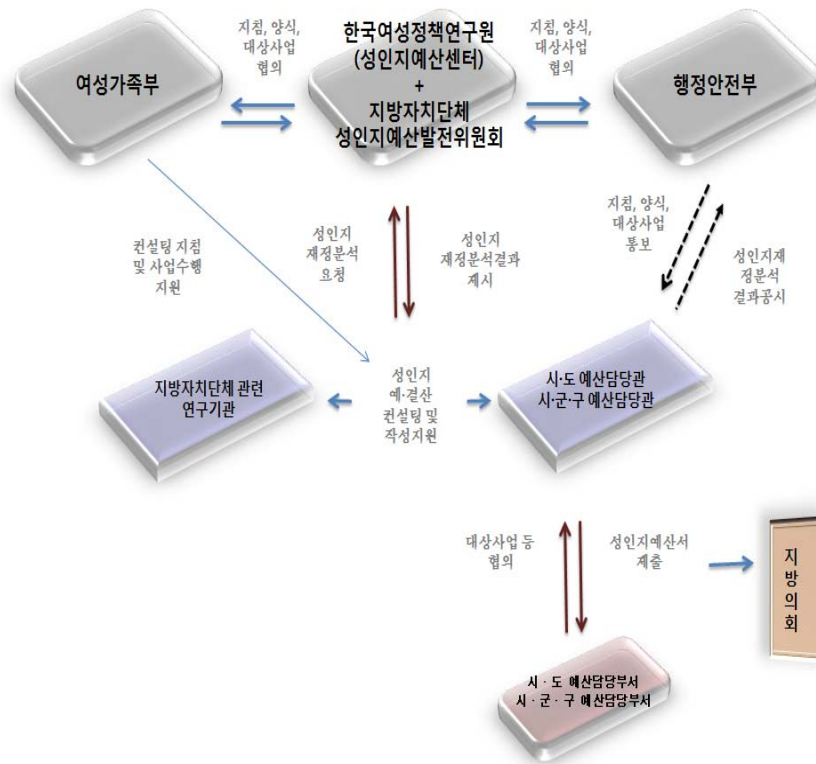 지침, 양식,
대상사업
협의
한국여성정책연구원
(성인지예산센터)
+
지방자치단체
성인지예산발전위원회
지침, 양식,
대상사업
협의
여성가족부
행정안전부
컨설팅 지침
및 사업수행
지원
성인지
재정분석
요청
성인지
재정분석결과
제시
지침, 양식,
대상사업
통보
성인지재
정분석
결과공시
지방자치단체 관련
연구기관
성인지
예·결산
컨설팅 및
작성지원
시·도 예산담당관
시·군·구 예산담당관
대상사업 등
협의
성인지예산서
제출
지방의회
시 · 도 예산담당부서
시 · 군 · 구 예산담당부서